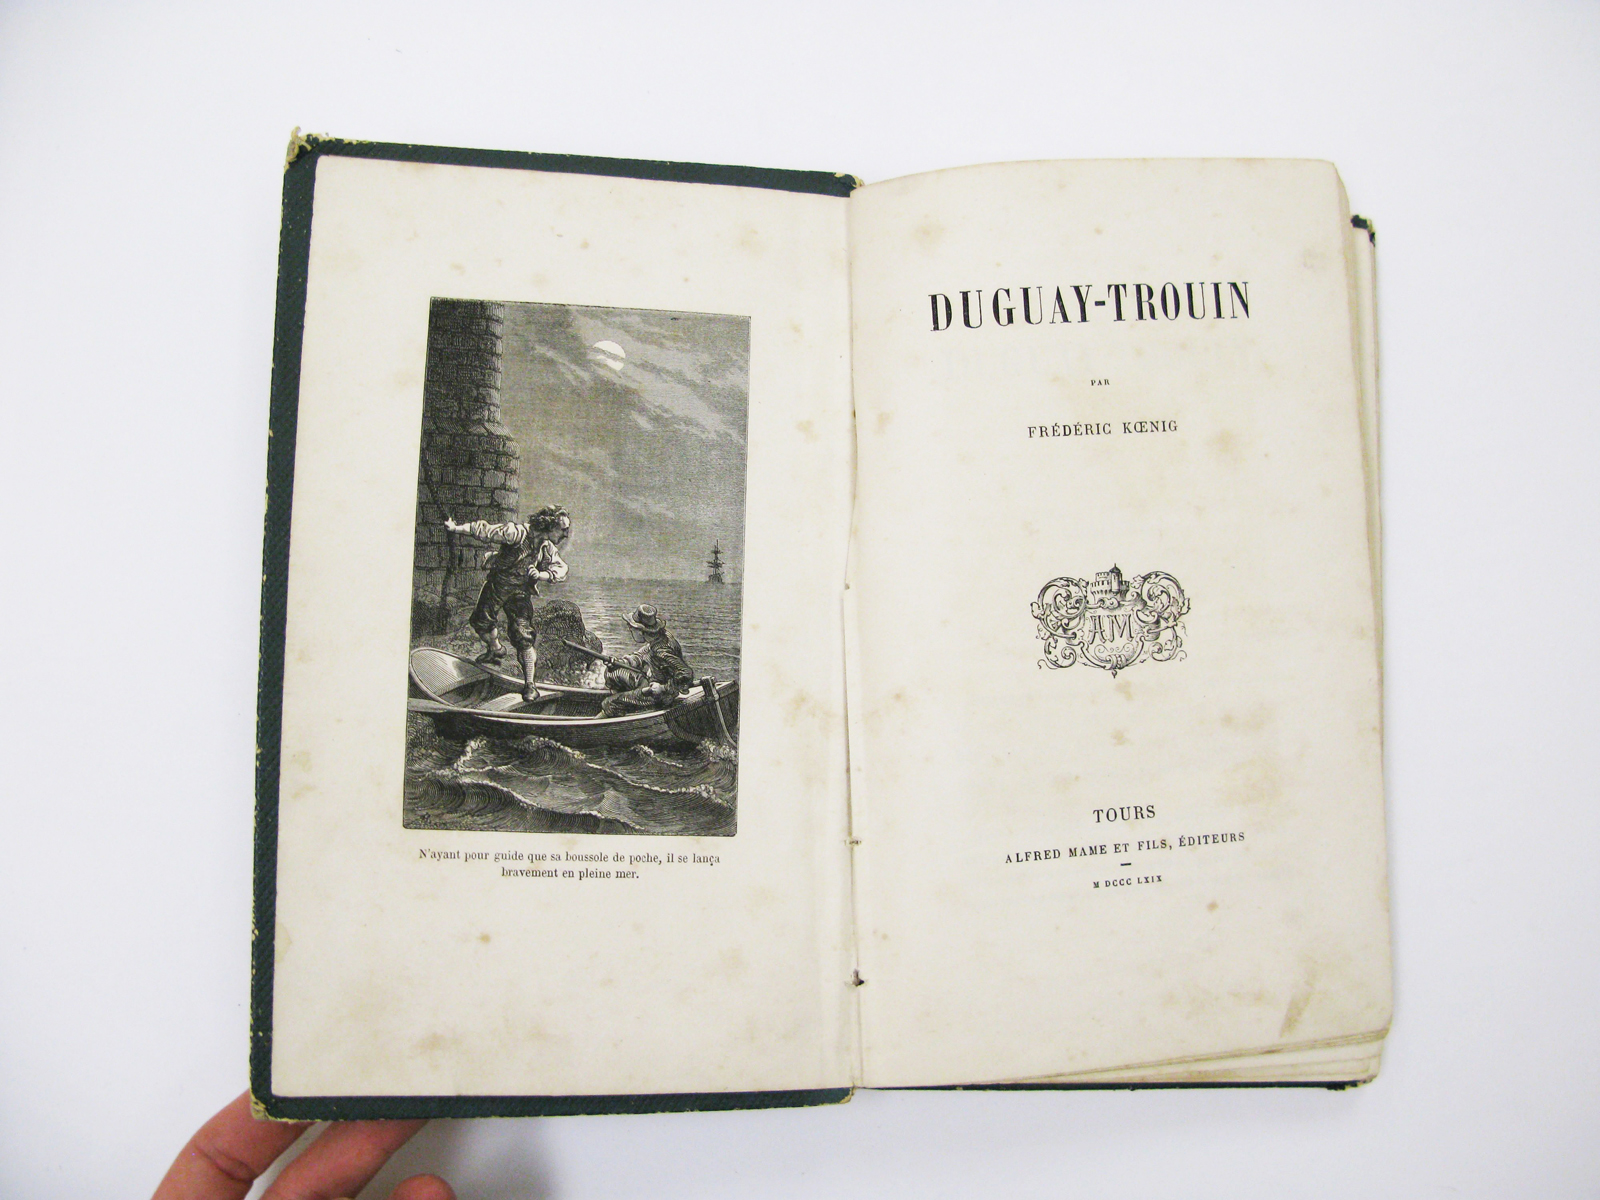 N'ayant pour guide que sa boussole de poche, il se lança
bravement en pleine mer.
DUGUAY-TROUIN
PAR
FRÉDÉRIC KŒNIG
AM
TOURS
ALFRED MAME ET FILS, ÉDITEURS
M DCCC LXIX